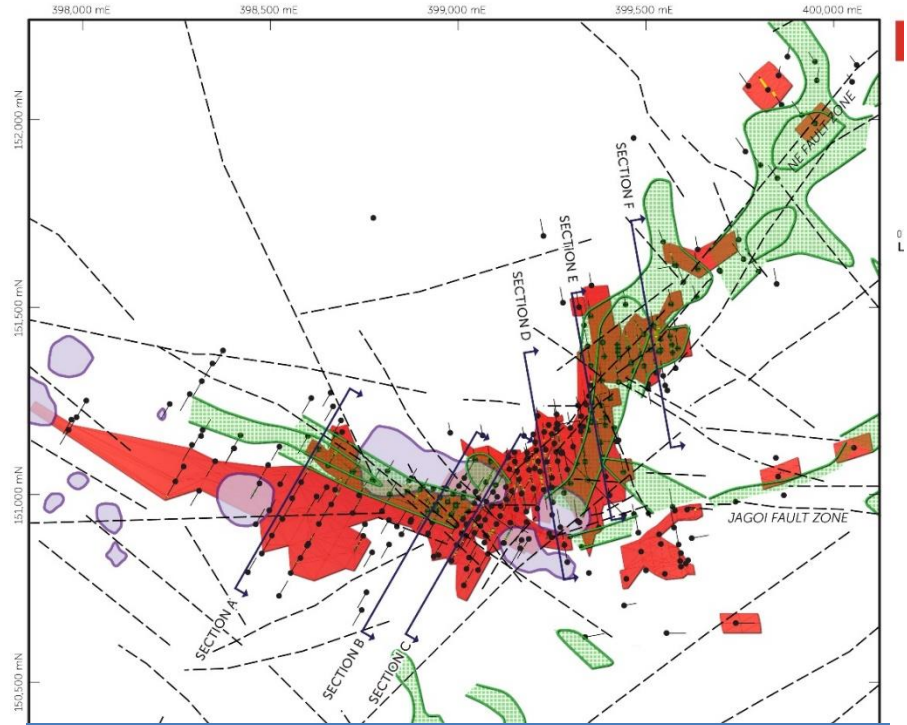 398,000 mE
398,500 mE
399,000 mE
399,500 mE
400,000 mE
152,000 mN
151,500 mN
151,000 mN
150,500 mN
NE FAULT ZONE
SECTION F
SECTION E
SECTION D
JAGOI FAULT ZONE
SECTION A
SECTION B
SECTION C
0